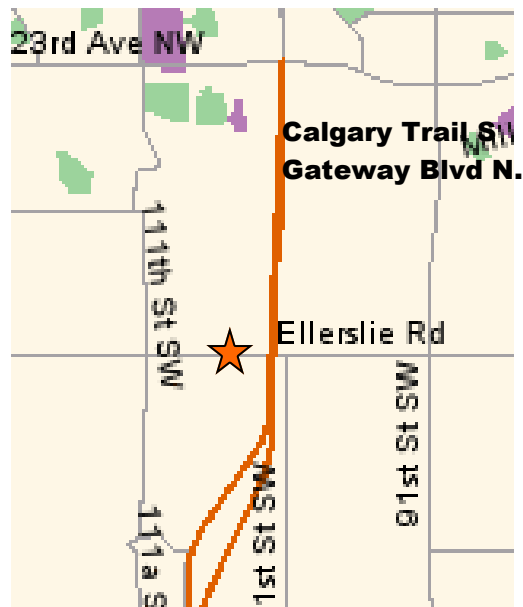 23rd Ave NW
Calgary Trail S.
Gateway Blvd N.
111th St SW
Ellerslie Rd
91st St SW
1st St SW
111a S